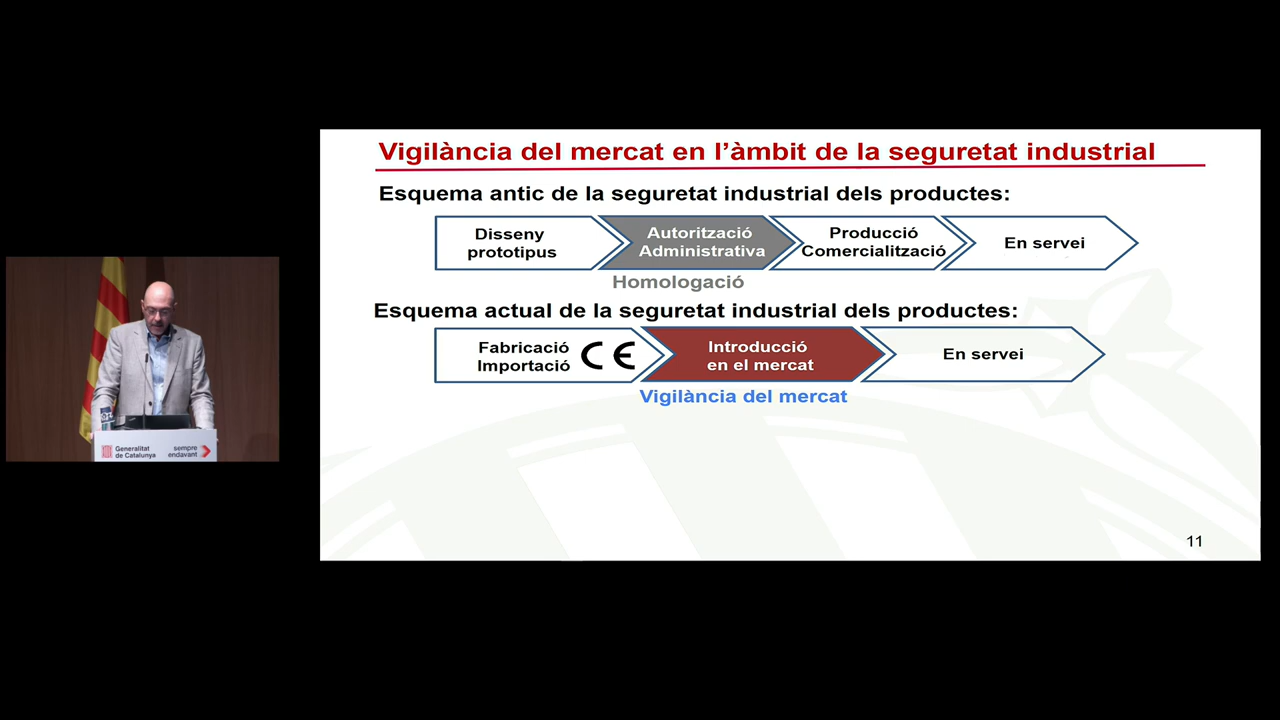 Vigilància del mercat en l’àmbit de la seguretat industrial
Esquema antic de la seguretat industrial dels productes:
Disseny
prototipus
Autorització
Administrativa
Producció
Comercialització
En servei
Homologació
Esquema actual de la seguretat industrial dels productes:
Fabricació
Importació
CE
Introducció
en el mercat
En servei
Vigilància del mercat
11
Generalitat
de Catalunya
sempre
endavant